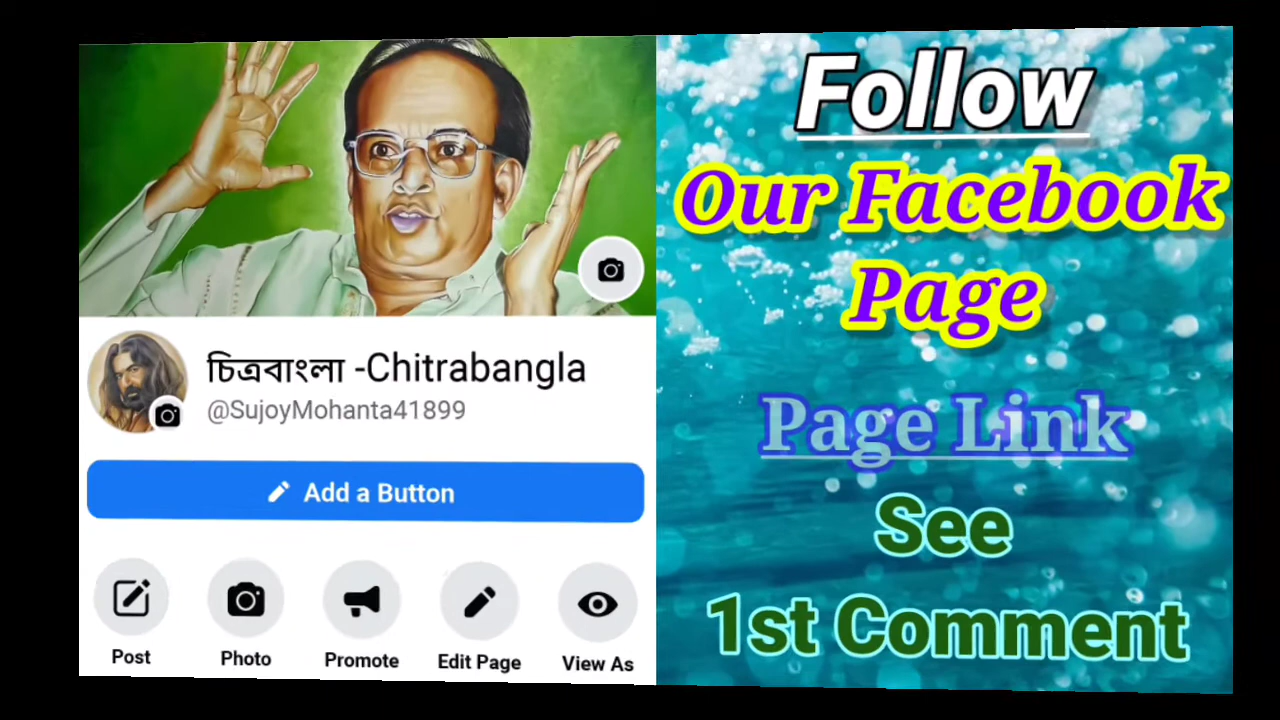 চিত্রবাংলা -Chitrabangla
@SujoyMohanta41899
Add a Button
Post
Photo
Promote
Edit Page
View As
Follow
Our Facebook
Page
Page Link
See
1st Comment